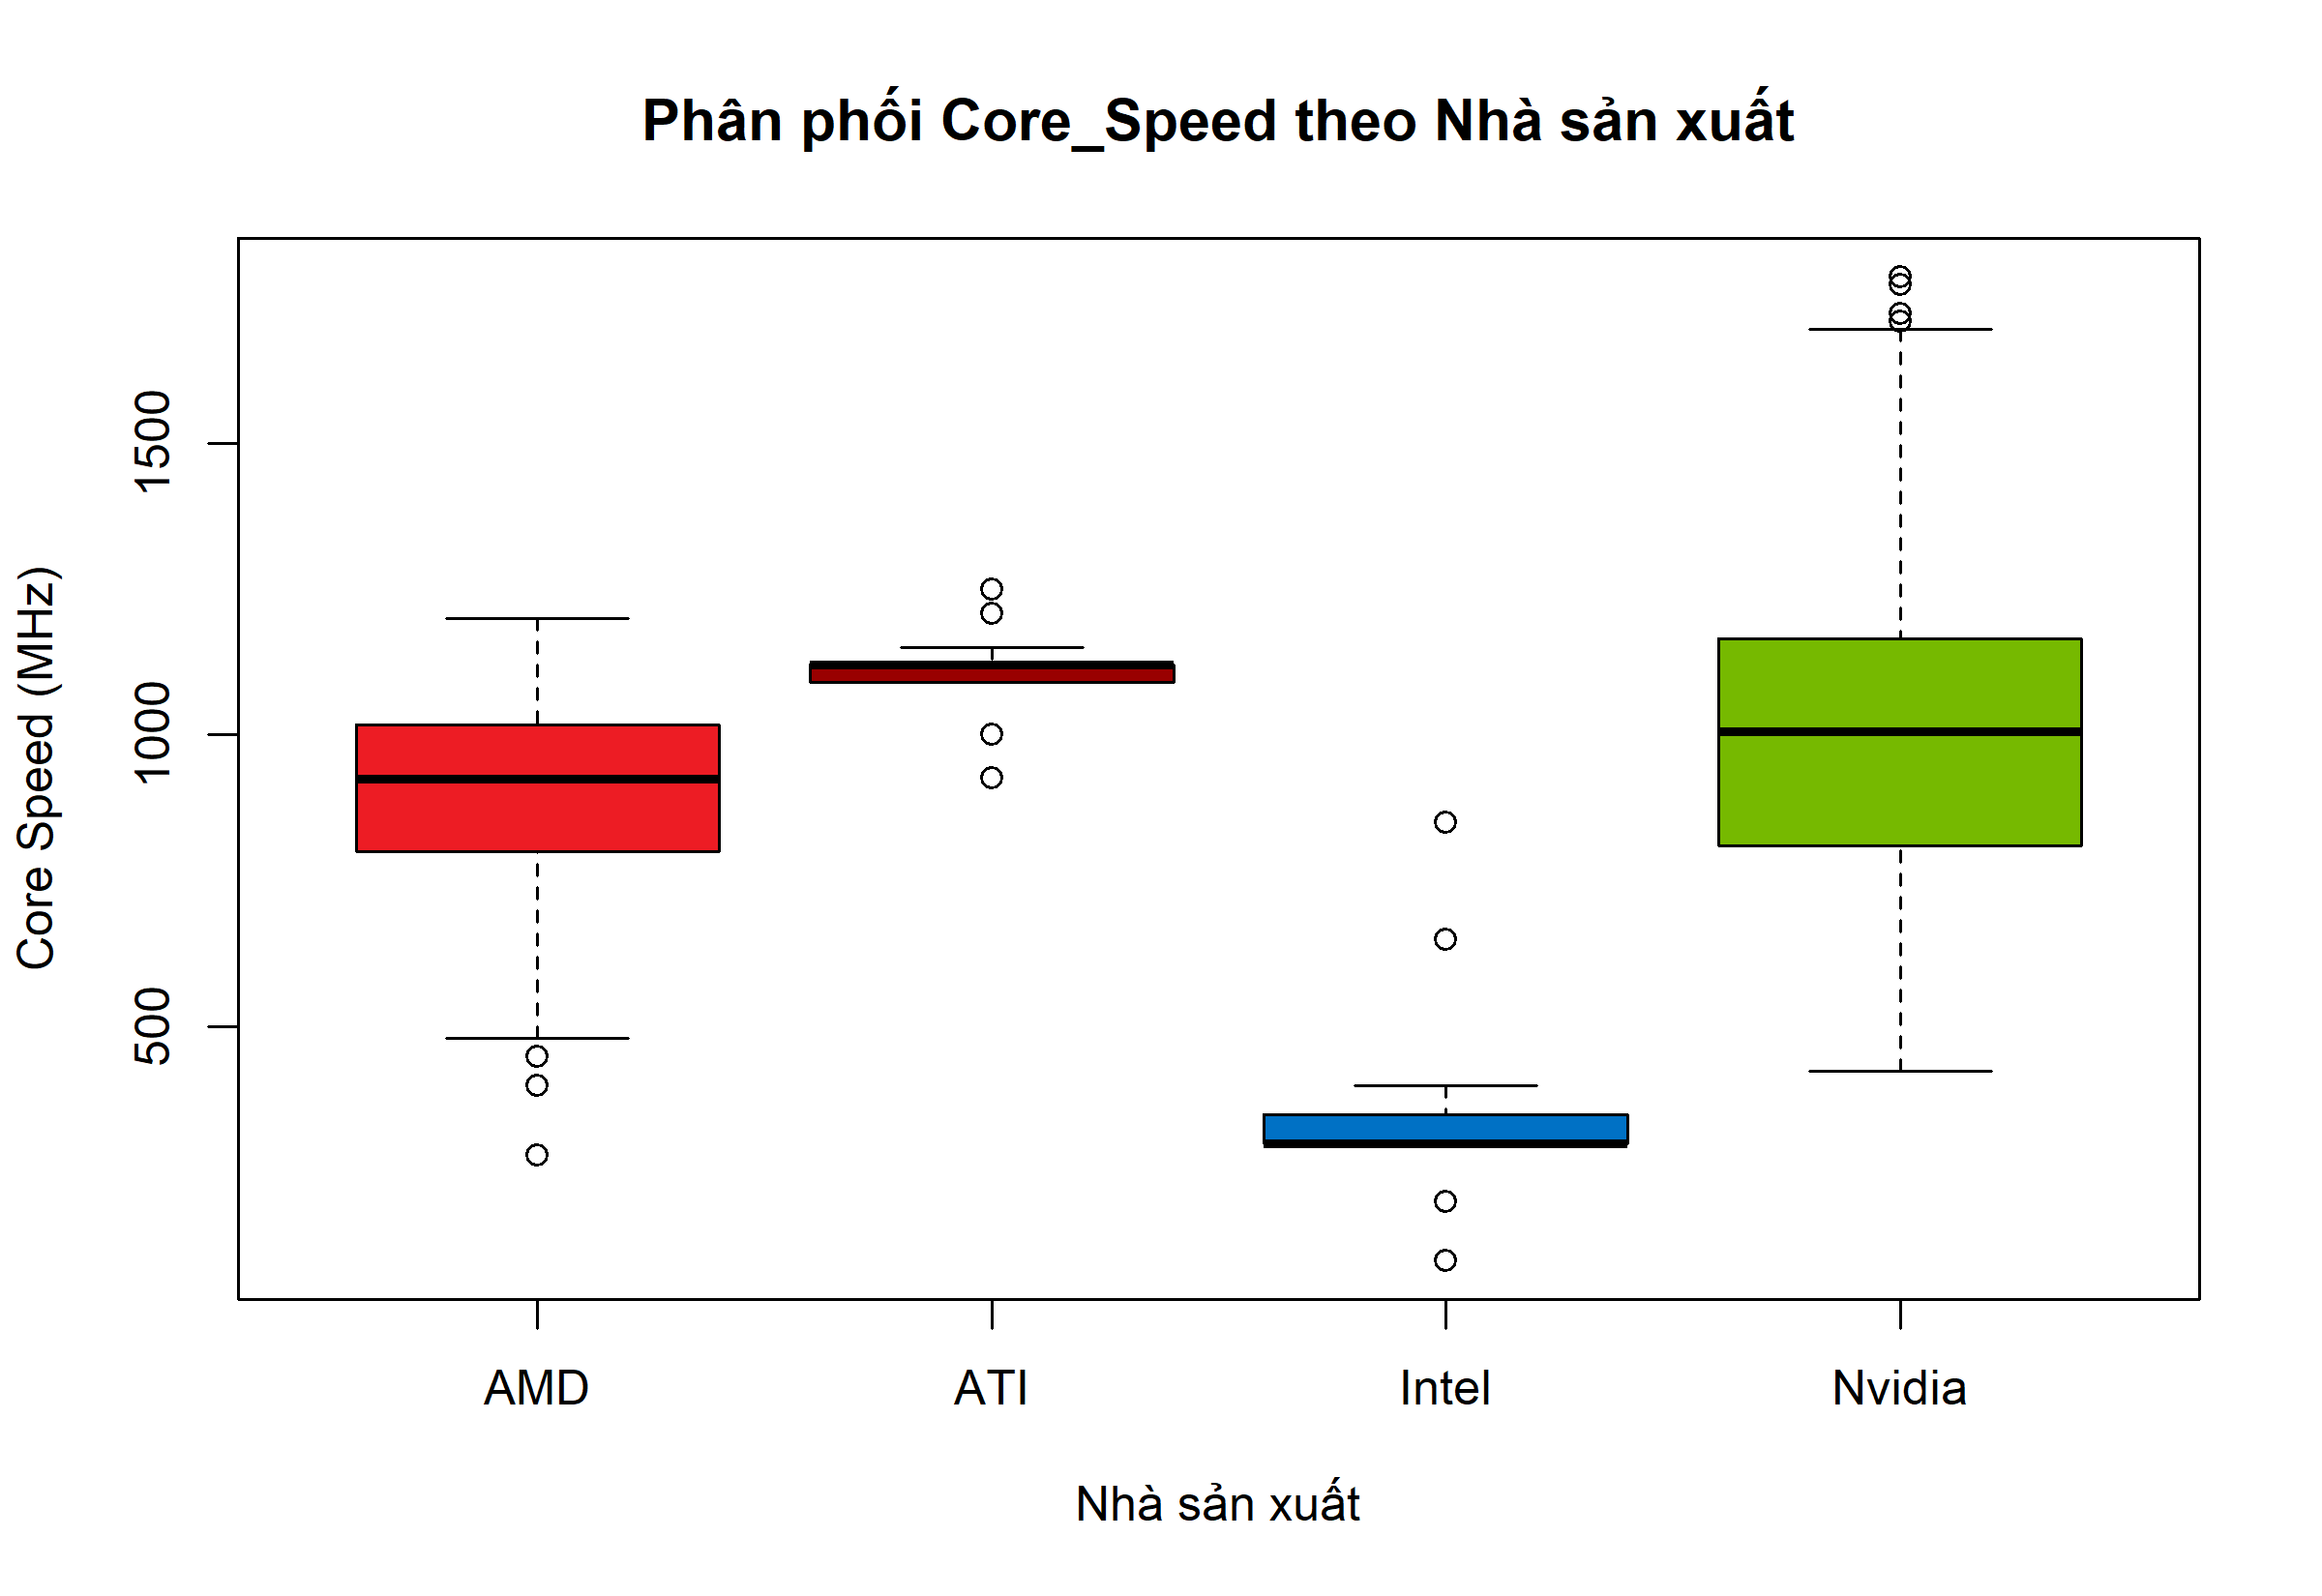 Phân phối Core_Speed theo Nhà sản xuất
Core Speed (MHz)
1500
1000
500
AMD
ATI
Intel
Nvidia
Nhà sản xuất